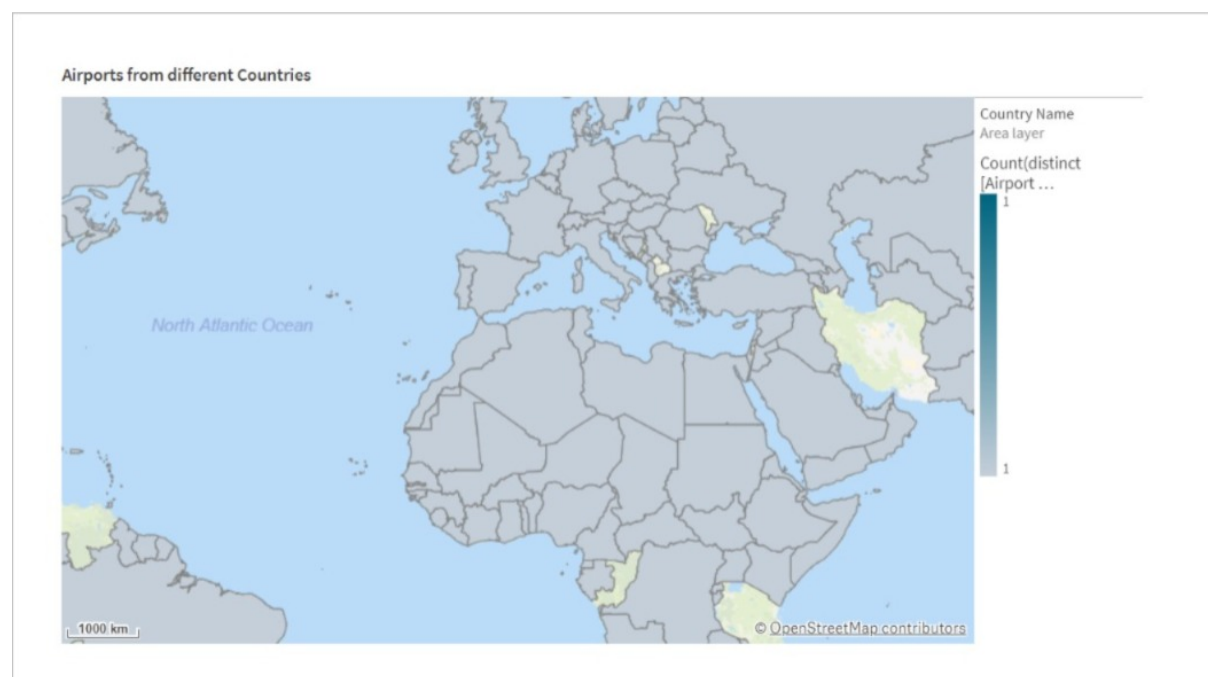 Airports from different Countries
Country Name
Area layer
Count(distinct
[Airport ...
1
1
North Atlantic Ocean
1000 km
© OpenStreetMap contributors